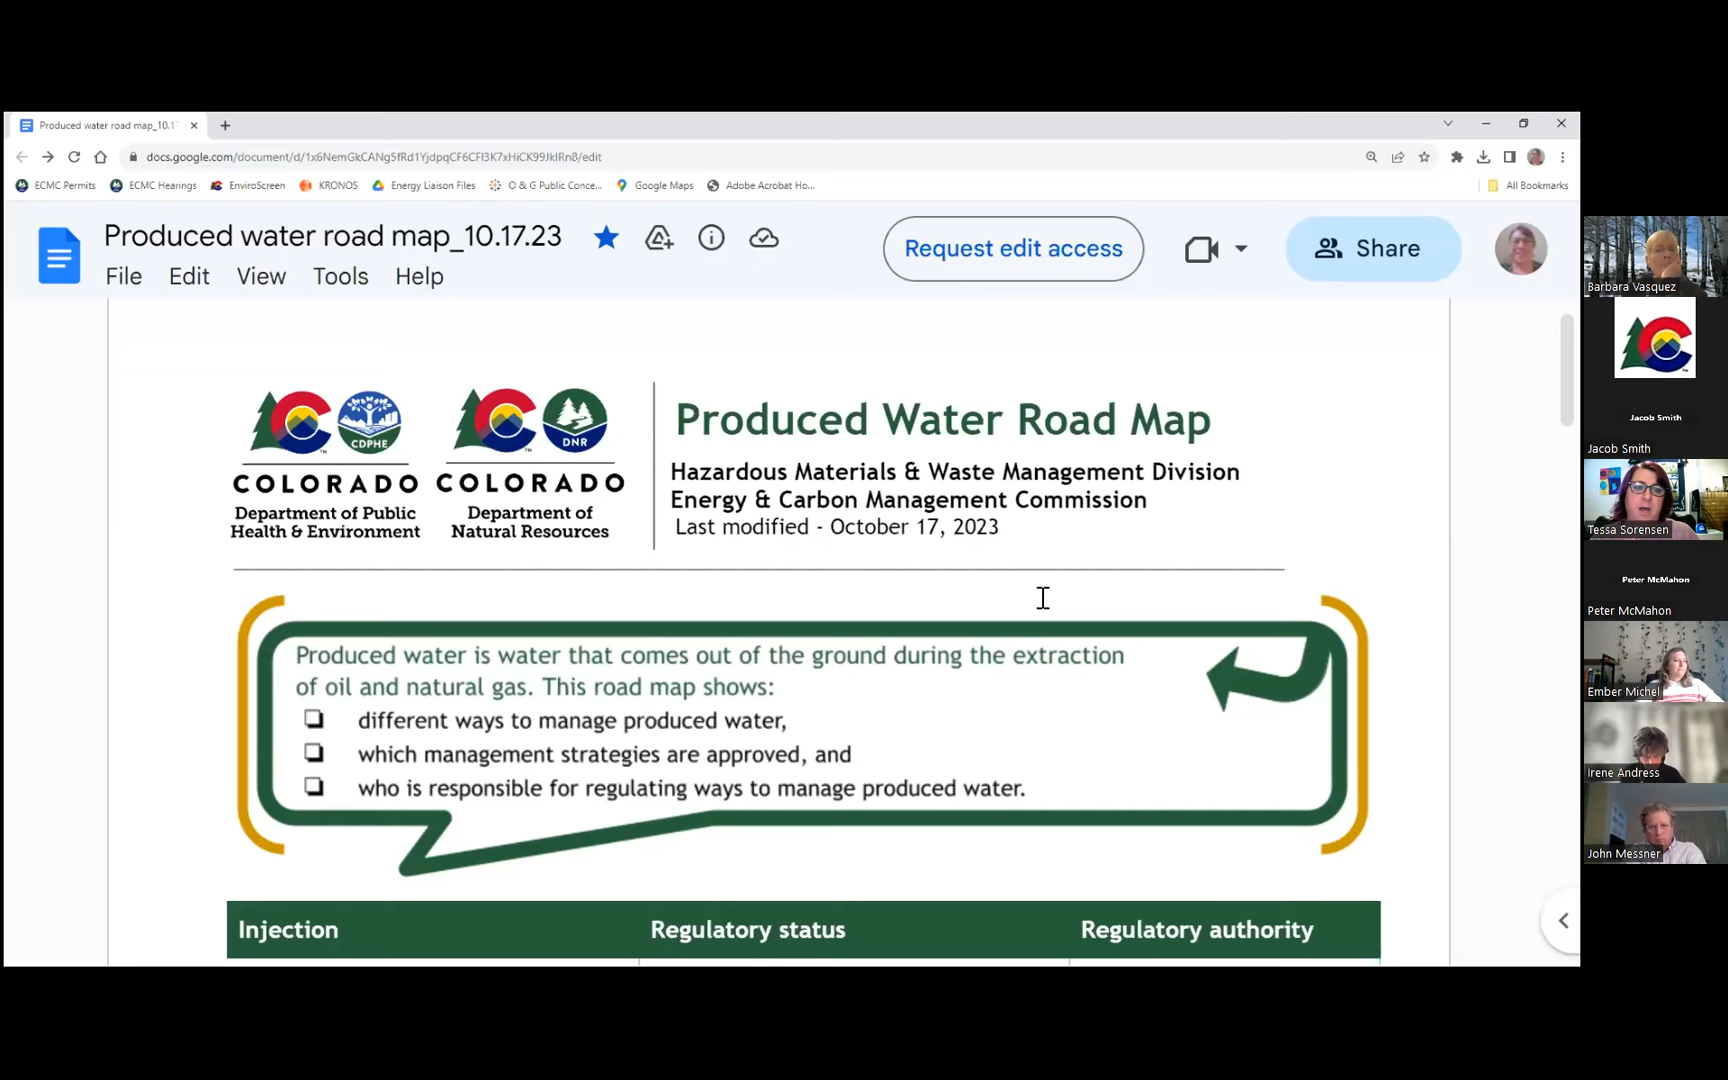 Produced water road map_10.1
docs.google.com/document/d/1x6NemGkCANg5fRd1YjdpqCF6CFI3K7xHiCK99JkIRn8/edit
ECMC Permits
ECMC Hearings
EnviroScreen
KRONOS
Energy Liaison Files
O & G Public Conce...
Google Maps
Adobe Acrobat Ho...
All Bookmarks
Produced water road map_10.17.23
Request edit access
Share
File Edit View Tools Help
CDPHE
COLORADO
Department of Public
Health & Environment
DNR
COLORADO
Department of
Natural Resources
Produced Water Road Map
Hazardous Materials & Waste Management Division
Energy & Carbon Management Commission
Last modified - October 17, 2023
Produced water is water that comes out of the ground during the extraction
of oil and natural gas. This road map shows:
different ways to manage produced water,
which management strategies are approved, and
who is responsible for regulating ways to manage produced water.
Injection Regulatory status Regulatory authority
Barbara Vasquez
Jacob Smith
Jacob Smith
Tessa Sorensen
Peter McMahon
Peter McMahon
Ember Michel
Irene Andress
John Messner